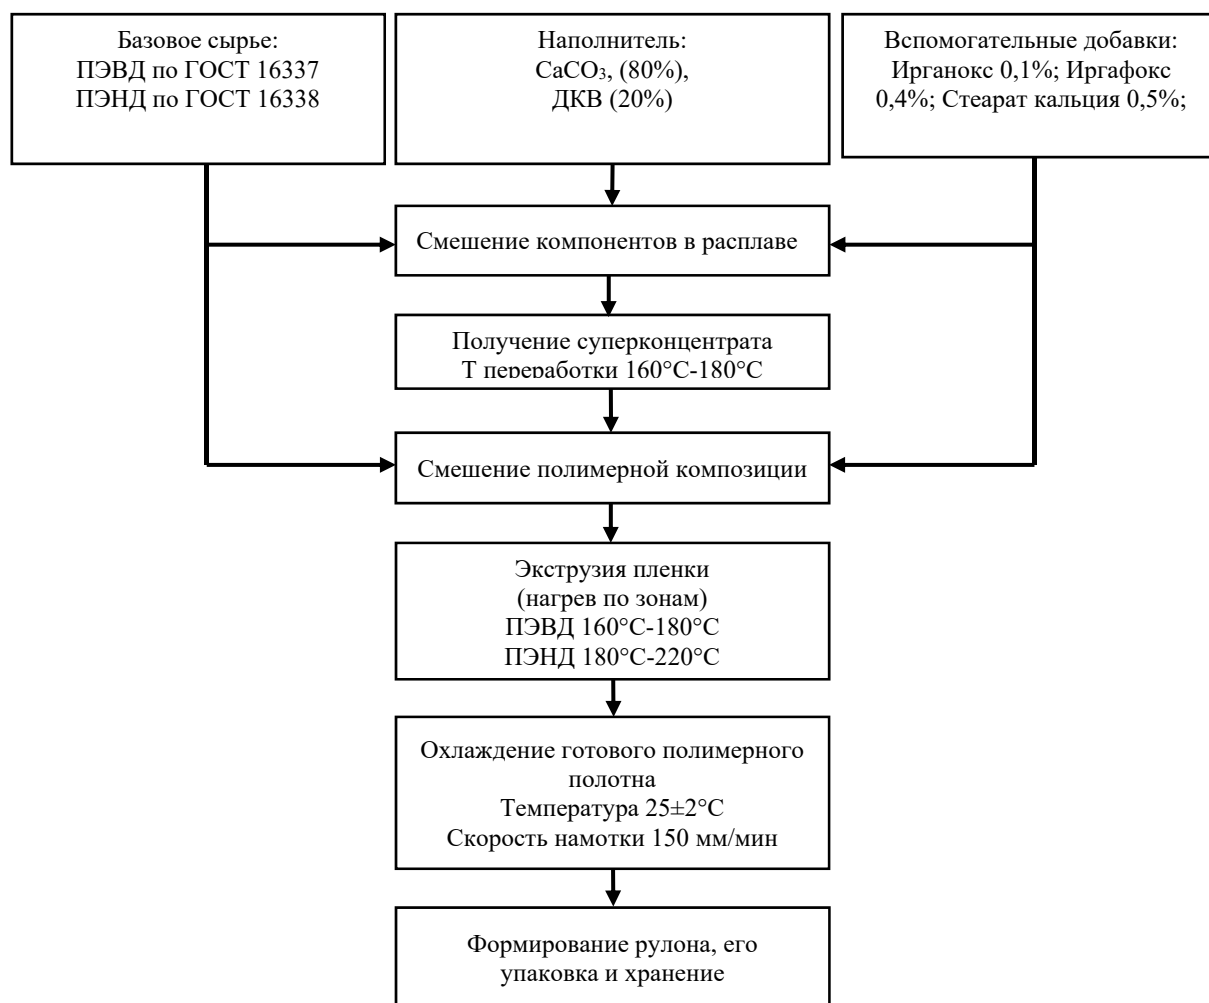 Базовое сырье:
ПЭВД по ГОСТ 16337
ПЭНД по ГОСТ 16338
Наполнитель:
CaCO₃, (80%),
ДКВ (20%)
Вспомогательные добавки:
Ирганокс 0,1%; Иргафокс
0,4%; Стеарат кальция 0,5%;
Смешение компонентов в расплаве
Получение суперконцентрата
Т переработки 160°С-180°С
Смешение полимерной композиции
Экструзия пленки
(нагрев по зонам)
ПЭВД 160°С-180°С
ПЭНД 180°С-220°С
Охлаждение готового полимерного
полотна
Температура 25±2°С
Скорость намотки 150 мм/мин
Формирование рулона, его
упаковка и хранение